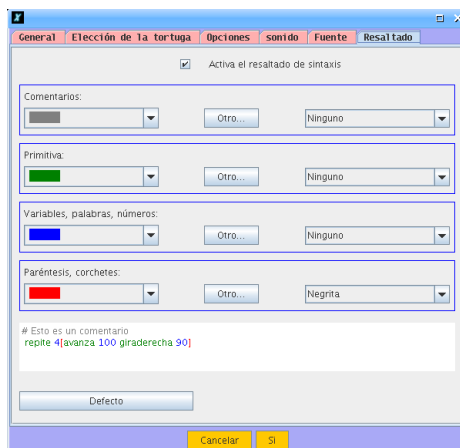 General Elección de la tortuga Opciones sonido Fuente Resaltado
Activa el resaltado de sintaxis
Comentarios:
Otro... Ninguno
Primitiva:
Otro... Ninguno
Variables, palabras, números:
Otro... Ninguno
Paréntesis, corchetes:
Otro... Negrita
# Esto es un comentario
repite 4[avanza 100 giraderecha 90]
Defecto
Cancelar Sí